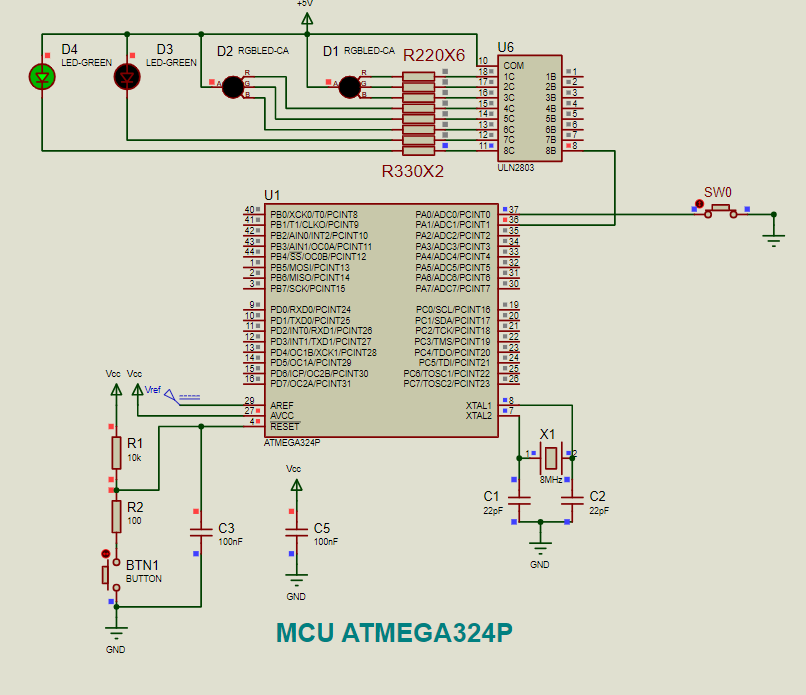 +5V
D4
LED-GREEN
D3
LED-GREEN
D2 RGBLED-CA
D1 RGBLED-CA
R220X6
U6
A
R
G
B
A
R
G
B
10 COM
18 1C 1B 1
17 2C 2B 2
16 3C 3B 3
15 4C 4B 4
14 5C 5B 5
13 6C 6B 6
12 7C 7B 7
11 8C 8B 8
ULN2803
R330X2
SW0
U1
40 PB0/XCK0/T0/PCINT8 PA0/ADC0/PCINT0 37
41 PB1/T1/CLKO/PCINT9 PA1/ADC1/PCINT1 36
42 PB2/AIN0/INT2/PCINT10 PA2/ADC2/PCINT2 35
43 PB3/AIN1/OC0A/PCINT11 PA3/ADC3/PCINT3 34
44 PB4/SS/OC0B/PCINT12 PA4/ADC4/PCINT4 33
1 PB5/MOSI/PCINT13 PA5/ADC5/PCINT5 32
2 PB6/MISO/PCINT14 PA6/ADC6/PCINT6 31
3 PB7/SCK/PCINT15 PA7/ADC7/PCINT7 30
9 PD0/RXD0/PCINT24 PC0/SCL/PCINT16 19
10 PD1/TXD0/PCINT25 PC1/SDA/PCINT17 20
11 PD2/INT0/RXD1/PCINT26 PC2/TCK/PCINT18 21
12 PD3/INT1/TXD1/PCINT27 PC3/TMS/PCINT19 22
13 PD4/OC1B/XCK1/PCINT28 PC4/TDO/PCINT20 23
14 PD5/OC1A/PCINT29 PC5/TDI/PCINT21 24
15 PD6/ICP/OC2B/PCINT30 PC6/TOSC1/PCINT22 25
16 PD7/OC2A/PCINT31 PC7/TOSC2/PCINT23 26
29 AREF XTAL1 8
27 AVCC XTAL2 7
4 RESET
ATMEGA324P
Vcc Vcc
Vref
R1
10k
R2
100
BTN1
BUTTON
GND
C3
100nF
Vcc
C5
100nF
GND
X1
1 2
8MHz
C1
22pF
C2
22pF
GND
MCU ATMEGA324P